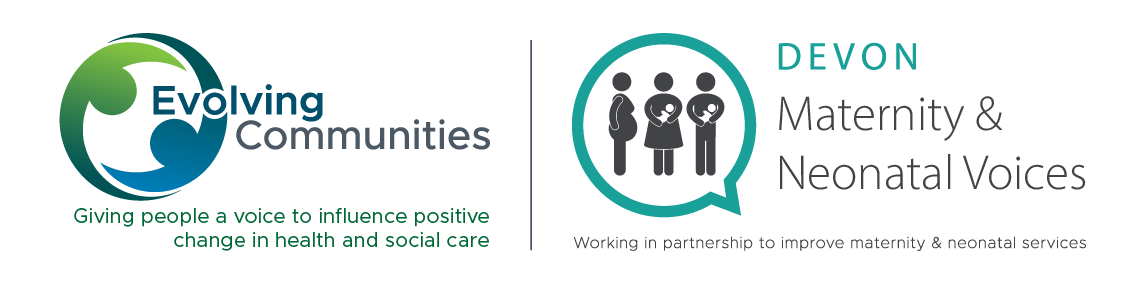 Evolving
Communities
Giving people a voice to influence positive
change in health and social care
DEVON
Maternity &
Neonatal Voices
Working in partnership to improve maternity & neonatal services